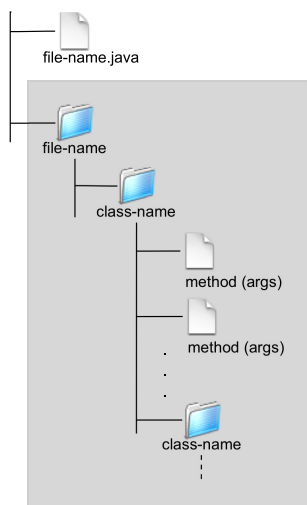 file-name.java
file-name
class-name
method (args)
method (args)
class-name